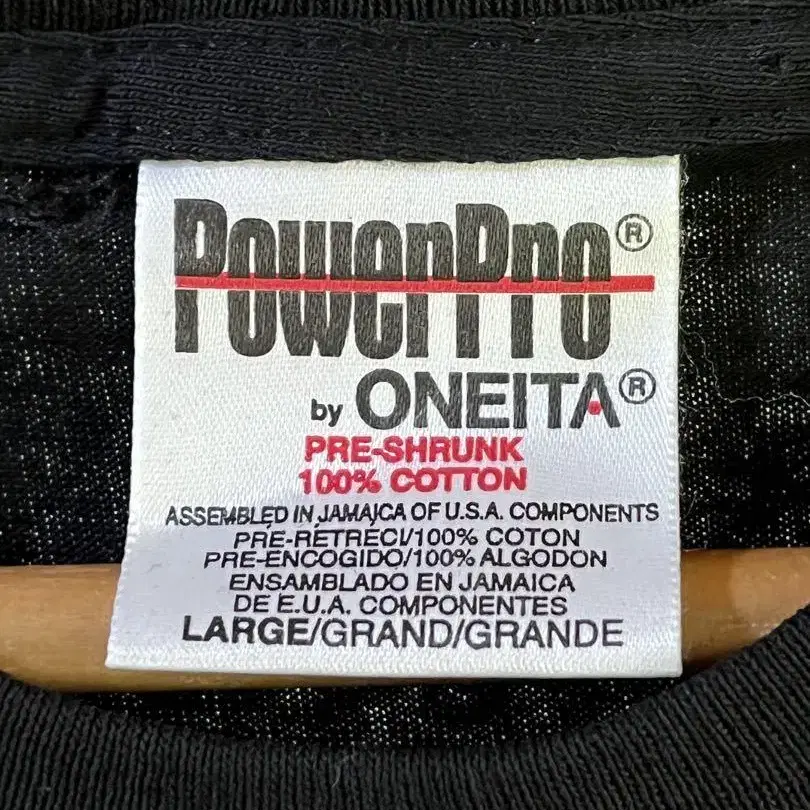 PowerPro®
by ONEITA®
PRE-SHRUNK
100% COTTON
ASSEMBLED IN JAMAICA OF U.S.A. COMPONENTS
PRE-RETRECI/100% COTON
PRE-ENCOGIDO/100% ALGODON
ENSAMBLADO EN JAMAICA
DE E.U.A. COMPONENTES
LARGE/GRAND/GRANDE